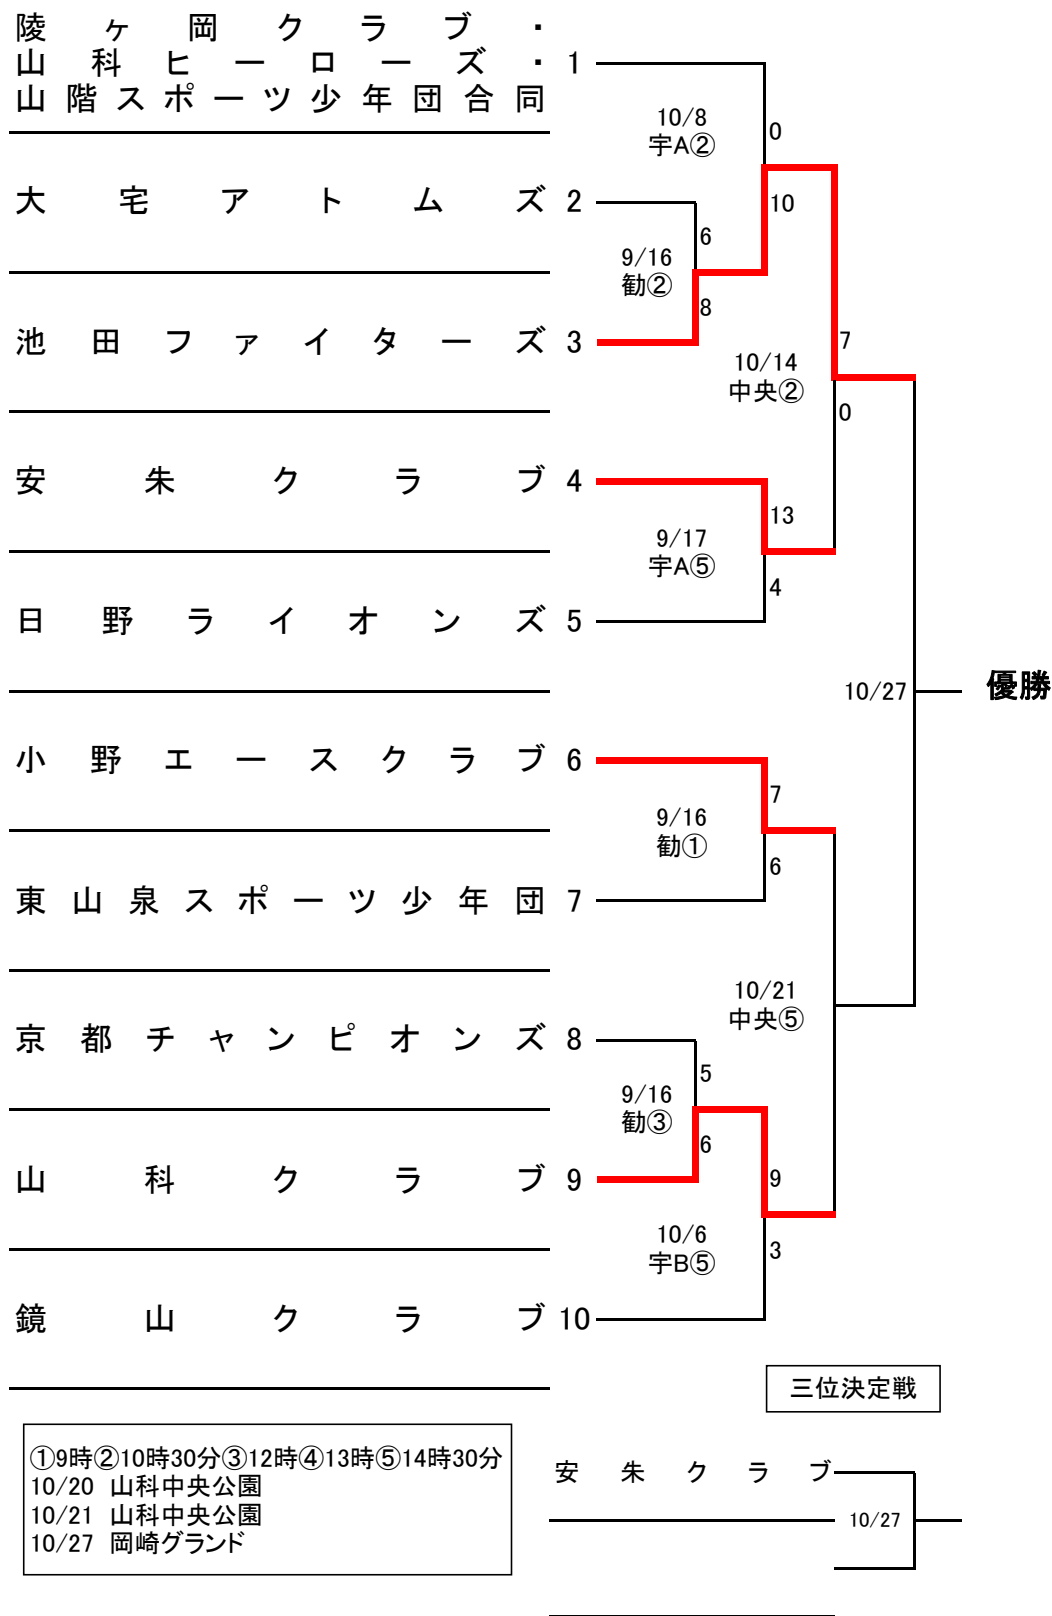 陵ヶ岡クラブ・
山科ヒーローズ・
山階スポーツ少年団合同
1
10/8
宇A②
0
10
大宅アトムズ 2
6
9/16
勧②
8
池田ファイターズ 3
7
10/14
中央②
0
安朱クラブ 4
13
9/17
宇A⑤
4
日野ライオンズ 5
10/27
優勝
小野エースクラブ 6
7
9/16
勧①
6
東山泉スポーツ少年団 7
10/21
中央⑤
京都チャンピオンズ 8
5
9/16
勧③
6
山科クラブ 9
9
10/6
宇B⑤
3
鏡山クラブ 10
三位決定戦
①9時②10時30分③12時④13時⑤14時30分
10/20 山科中央公園
10/21 山科中央公園
10/27 岡崎グランド
安朱クラブ
10/27